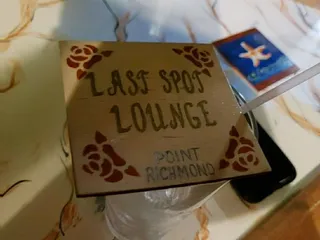 LAST SPOT
LOUNGE
POINT
RICHMOND